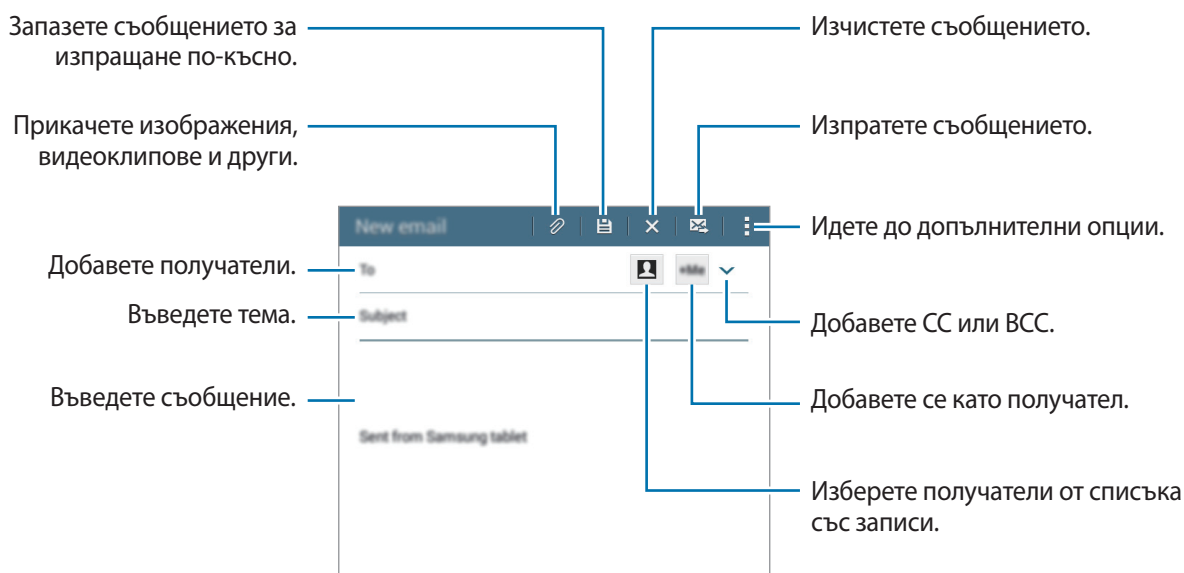 Запазете съобщението за
изпращане по-късно.
Изчистете съобщението.
Прикачете изображения,
видеоклипове и други.
Изпратете съобщението.
New email
Идете до допълнителни опции.
Добавете получатели.
To
+Me
Въведете тема.
Subject
Добавете CC или BCC.
Въведете съобщение.
Добавете се като получател.
Sent from Samsung tablet
Изберете получатели от списъка
със записи.